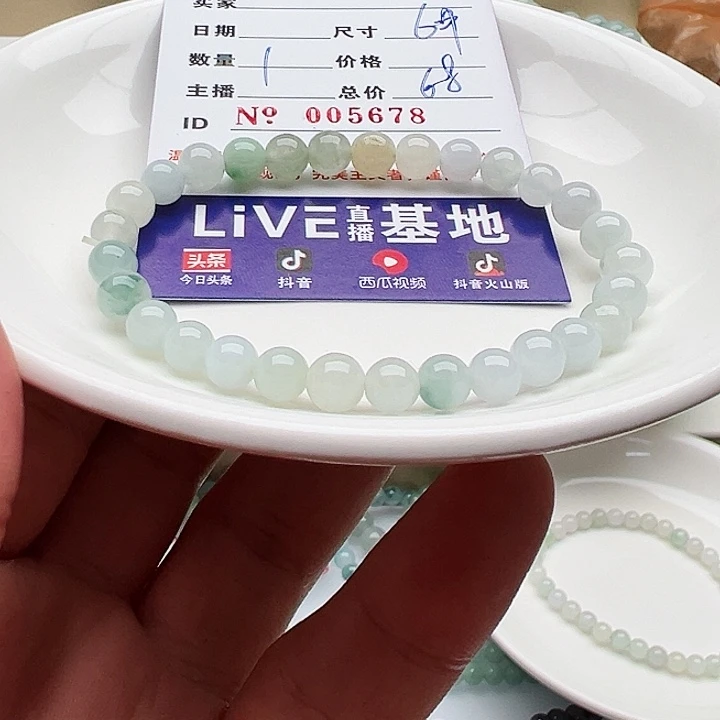 卖家
日期 尺寸
数量 1 价格
主播 总价 68
ID Nº 005678
LiVE 直播 基地
头条
今日头条 抖音 西瓜视频 抖音火山版